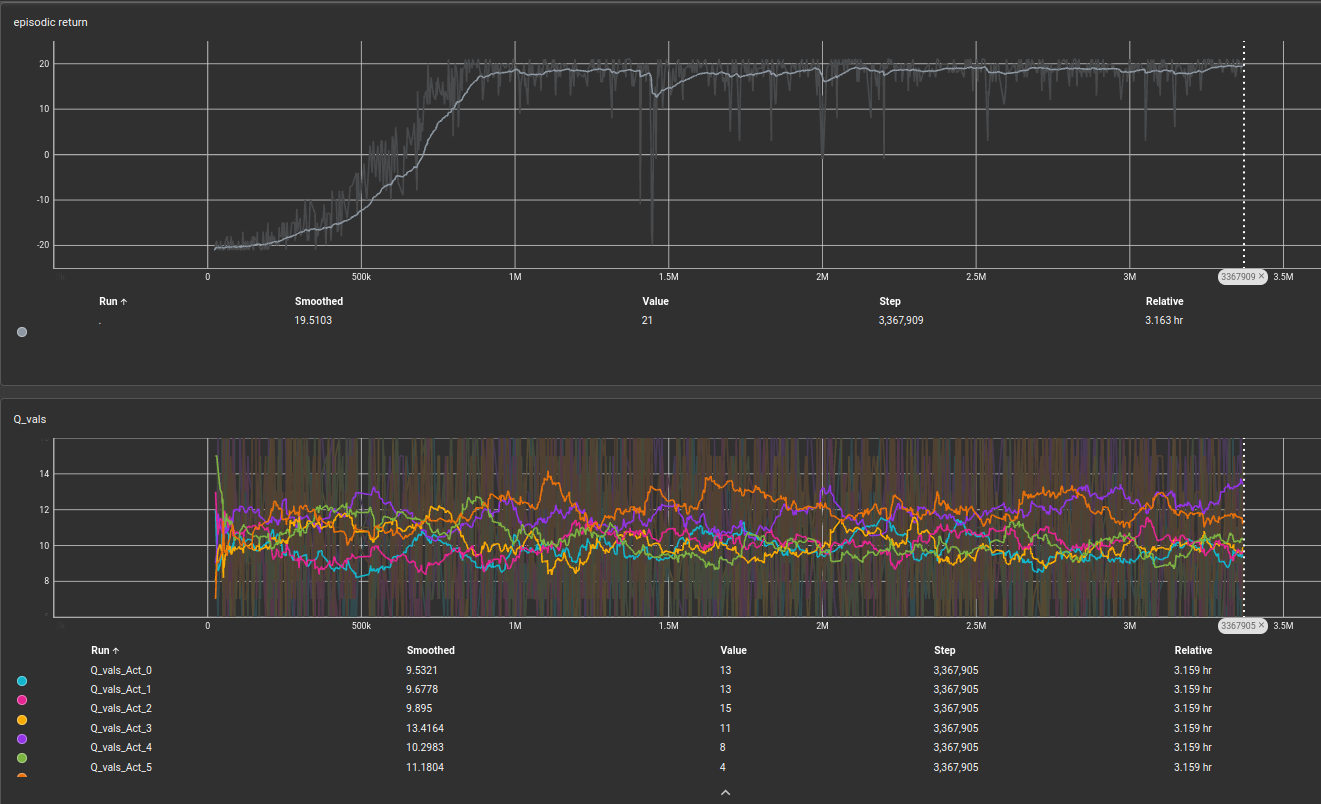 episodic return
20
10
0
-10
-20
0 500k 1M 1.5M 2M 2.5M 3M 3367909 × 3.5M
Run ↑ Smoothed Value Step Relative
. 19.5103 21 3,367,909 3.163 hr
Q_vals
14
12
10
8
0 500k 1M 1.5M 2M 2.5M 3M 3367905 × 3.5M
Run ↑ Smoothed Value Step Relative
Q_vals_Act_0 9.5321 13 3,367,905 3.159 hr
Q_vals_Act_1 9.6778 13 3,367,905 3.159 hr
Q_vals_Act_2 9.895 15 3,367,905 3.159 hr
Q_vals_Act_3 13.4164 11 3,367,905 3.159 hr
Q_vals_Act_4 10.2983 8 3,367,905 3.159 hr
Q_vals_Act_5 11.1804 4 3,367,905 3.159 hr